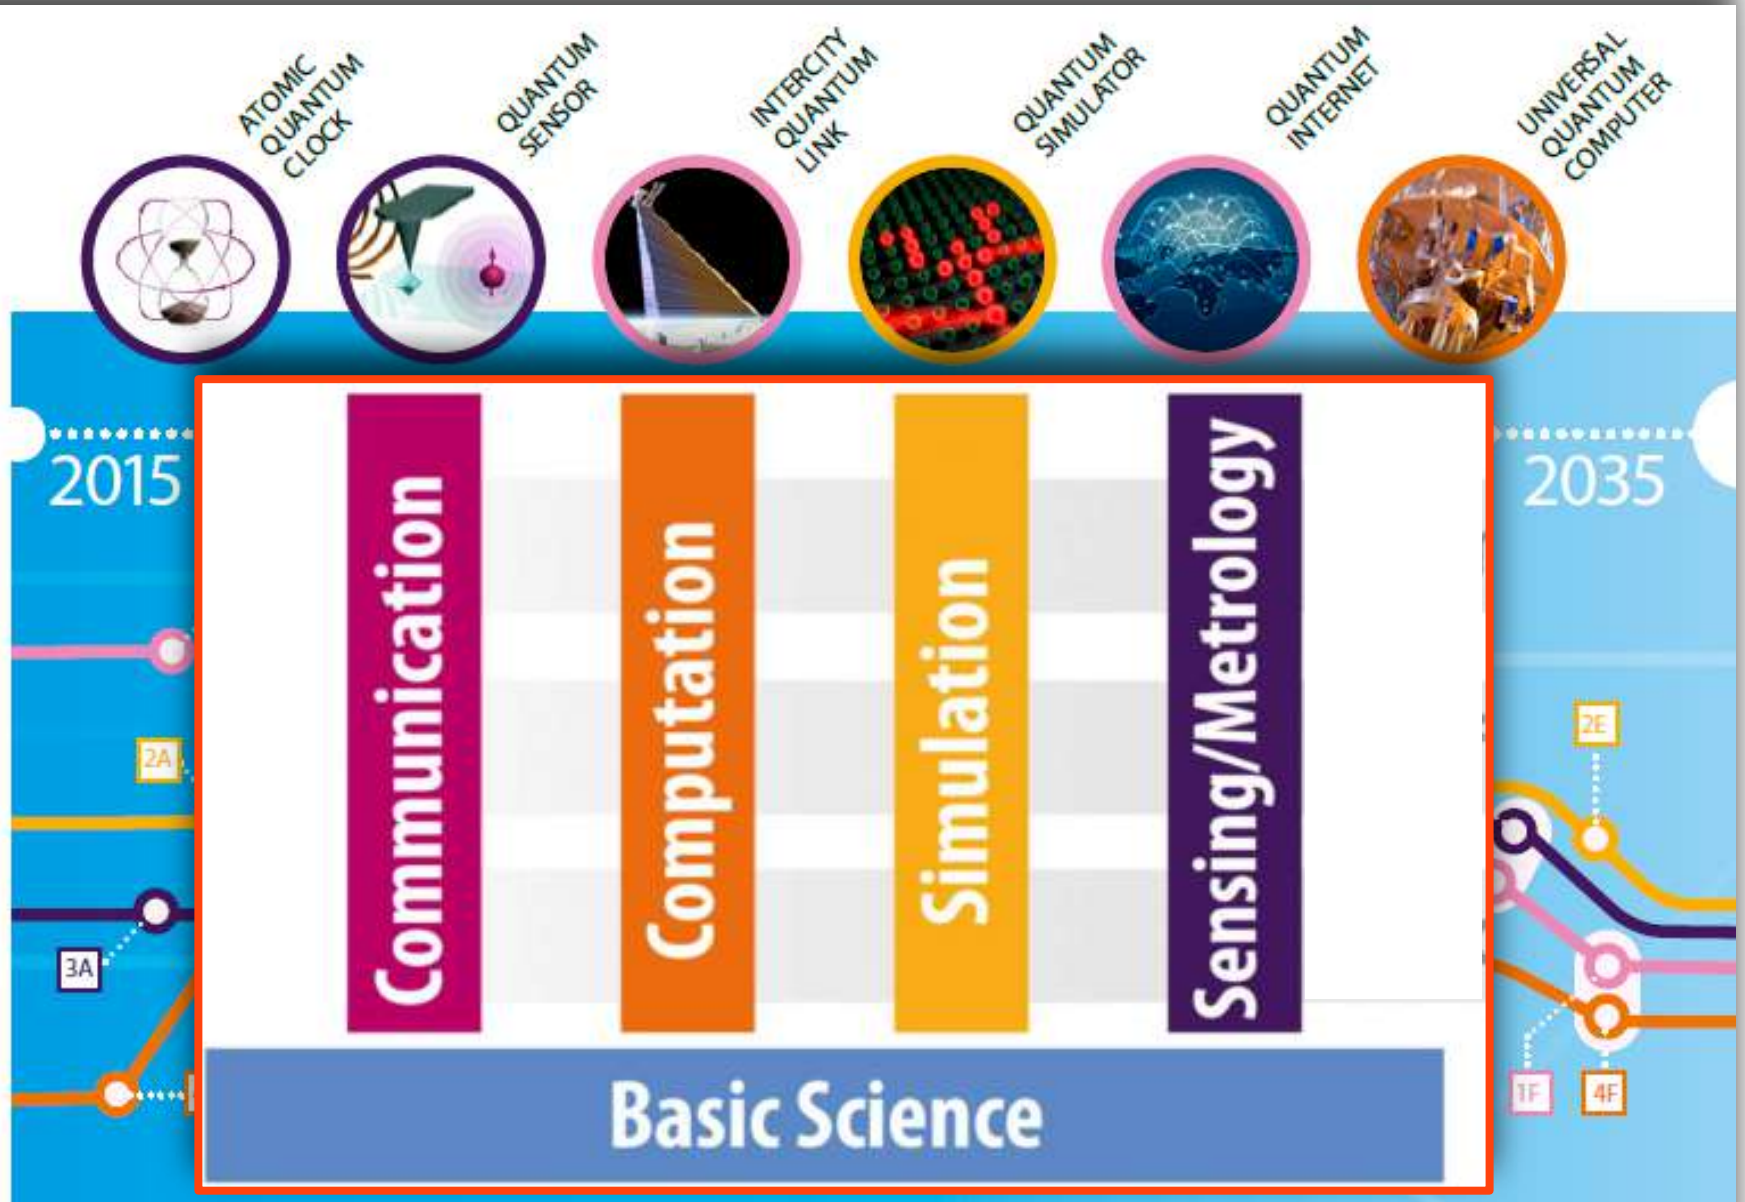 ATOMIC
QUANTUM
CLOCK
QUANTUM
SENSOR
INTERCITY
QUANTUM
LINK
QUANTUM
SIMULATOR
QUANTUM
INTERNET
UNIVERSAL
QUANTUM
COMPUTER
2015
2035
Communication
Computation
Simulation
Sensing/Metrology
2A
2E
3A
1F
4F
Basic Science